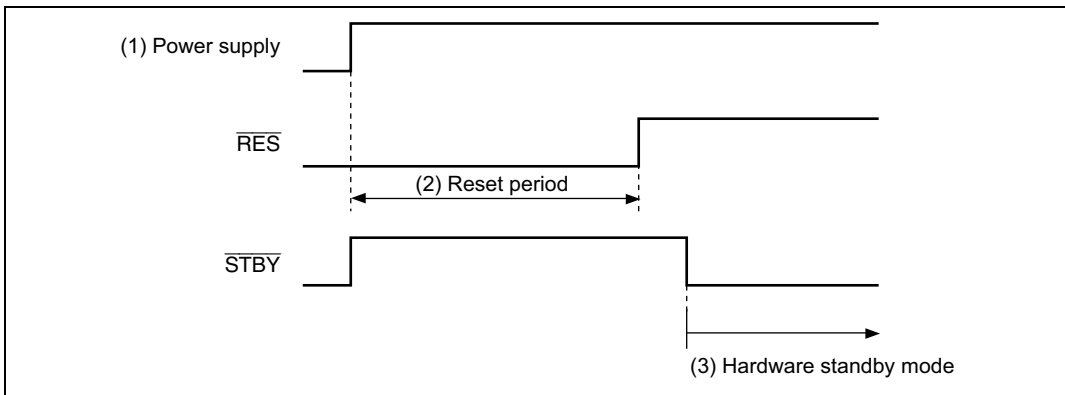 (1) Power supply
RES
(2) Reset period
STBY
(3) Hardware standby mode